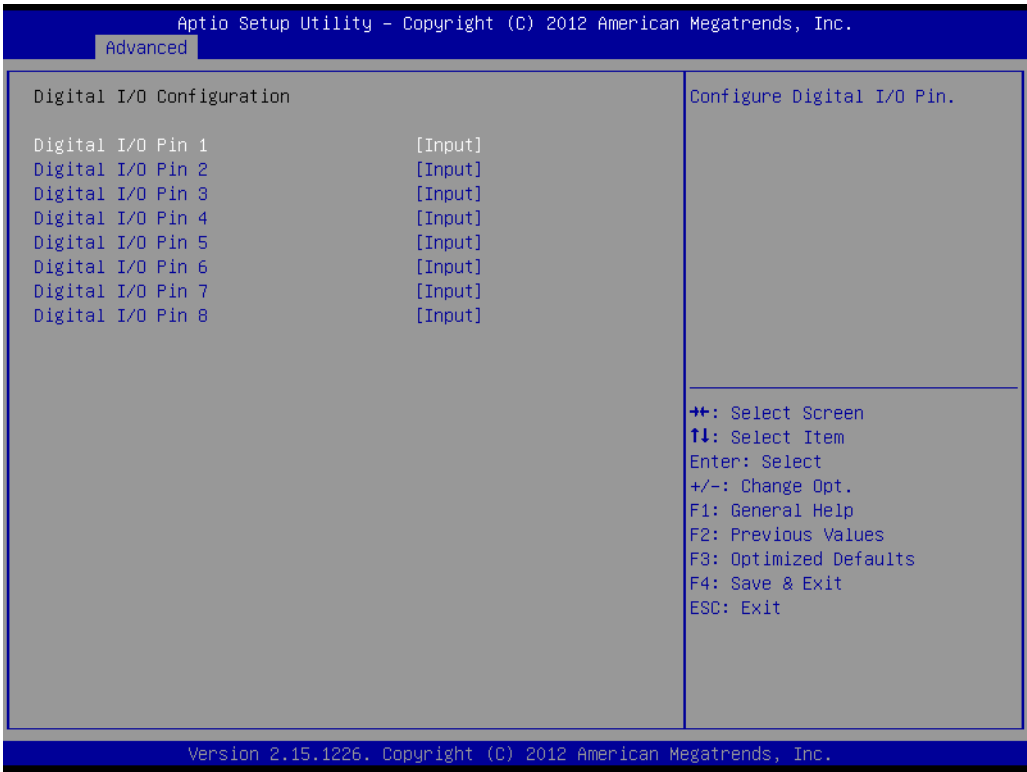 Aptio Setup Utility – Copyright (C) 2012 American Megatrends, Inc.
Advanced
Digital I/O Configuration
Digital I/O Pin 1 [Input]
Digital I/O Pin 2 [Input]
Digital I/O Pin 3 [Input]
Digital I/O Pin 4 [Input]
Digital I/O Pin 5 [Input]
Digital I/O Pin 6 [Input]
Digital I/O Pin 7 [Input]
Digital I/O Pin 8 [Input]
Configure Digital I/O Pin.
→←: Select Screen
↑↓: Select Item
Enter: Select
+/-: Change Opt.
F1: General Help
F2: Previous Values
F3: Optimized Defaults
F4: Save & Exit
ESC: Exit
Version 2.15.1226. Copyright (C) 2012 American Megatrends, Inc.